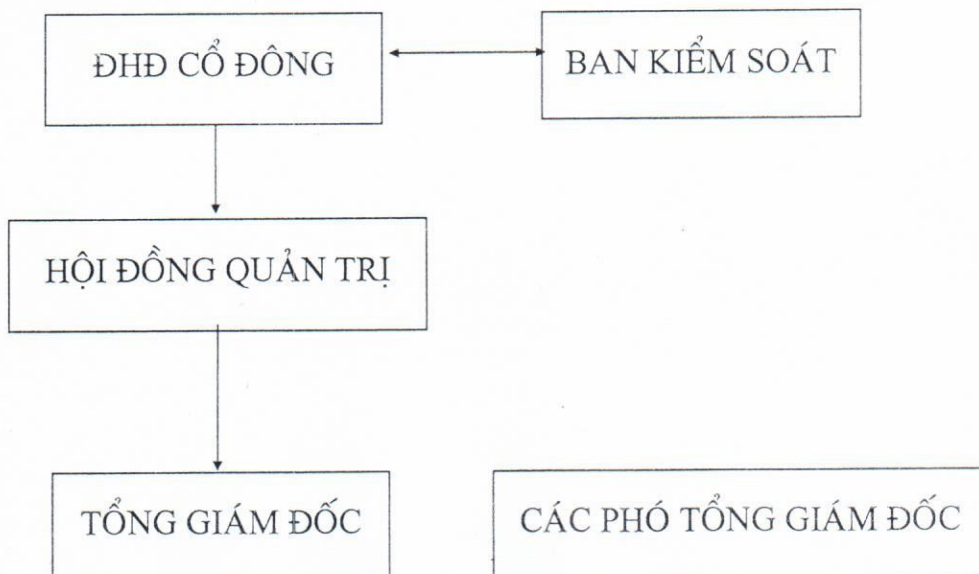 ĐHĐ CỔ ĐÔNG
BAN KIỂM SOÁT
HỘI ĐỒNG QUẢN TRỊ
TỔNG GIÁM ĐỐC
CÁC PHÓ TỔNG GIÁM ĐỐC